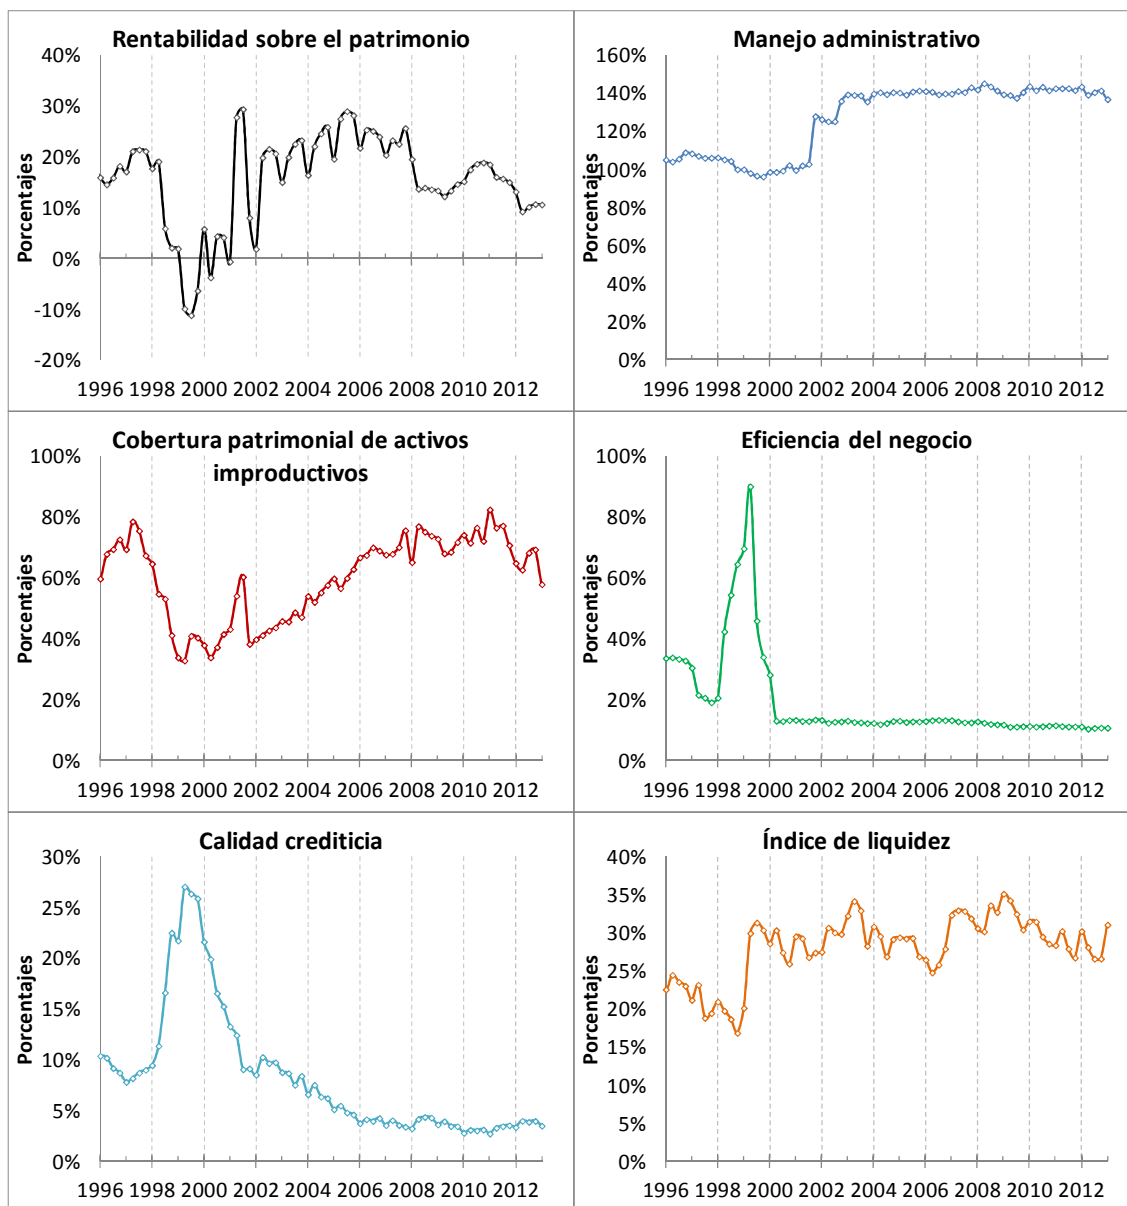 Rentabilidad sobre el patrimonio
40%
30%
20%
10%
0%
-10%
-20%
Porcentajes
1996 1998 2000 2002 2004 2006 2008 2010 2012
Manejo administrativo
160%
140%
120%
100%
80%
60%
40%
20%
0%
Porcentajes
1996 1998 2000 2002 2004 2006 2008 2010 2012
Cobertura patrimonial de activos
improductivos
100%
80%
60%
40%
20%
0%
Porcentajes
1996 1998 2000 2002 2004 2006 2008 2010 2012
Eficiencia del negocio
100%
80%
60%
40%
20%
0%
Porcentajes
1996 1998 2000 2002 2004 2006 2008 2010 2012
Calidad crediticia
30%
25%
20%
15%
10%
5%
0%
Porcentajes
1996 1998 2000 2002 2004 2006 2008 2010 2012
Índice de liquidez
40%
35%
30%
25%
20%
15%
10%
5%
0%
Porcentajes
1996 1998 2000 2002 2004 2006 2008 2010 2012